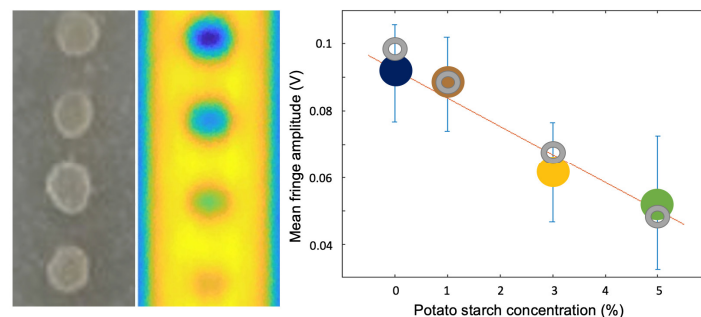 0.1
0.08
0.06
0.04
Mean fringe amplitude (V)
0 1 2 3 4 5
Potato starch concentration (%)